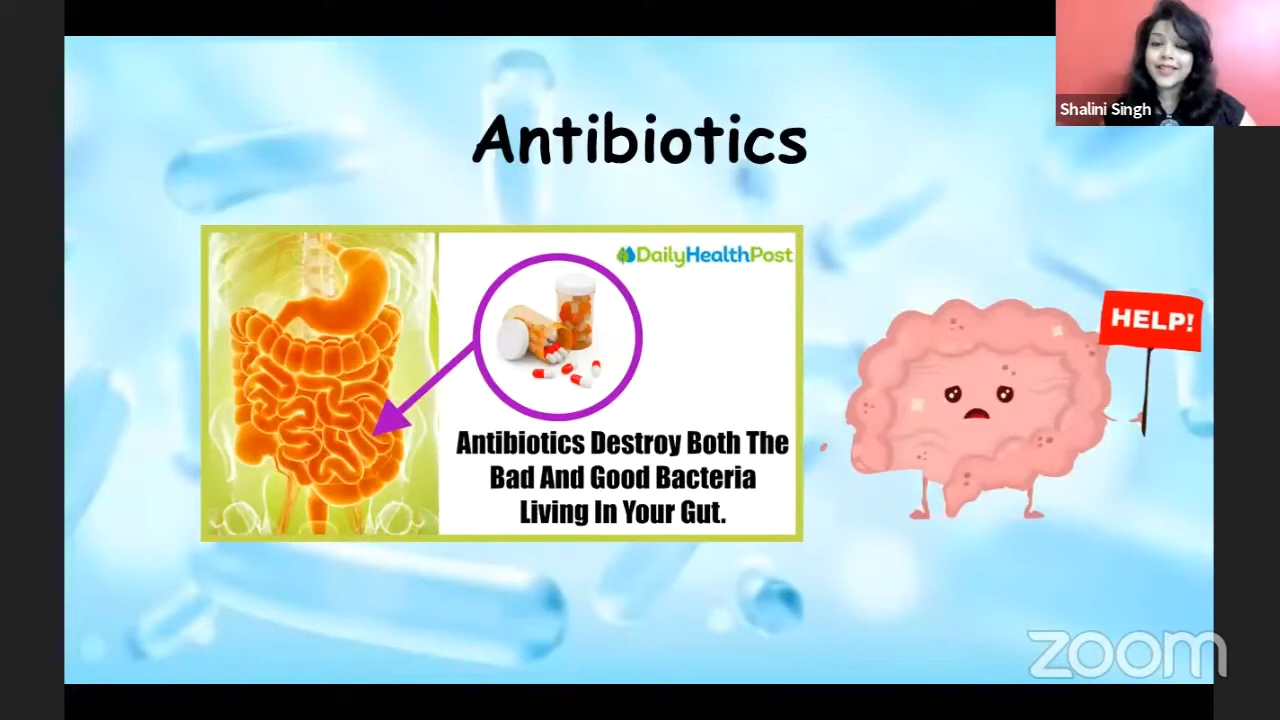 Shalini Singh
Antibiotics
DailyHealthPost
HELP!
Antibiotics Destroy Both The
Bad And Good Bacteria
Living In Your Gut.
zoom